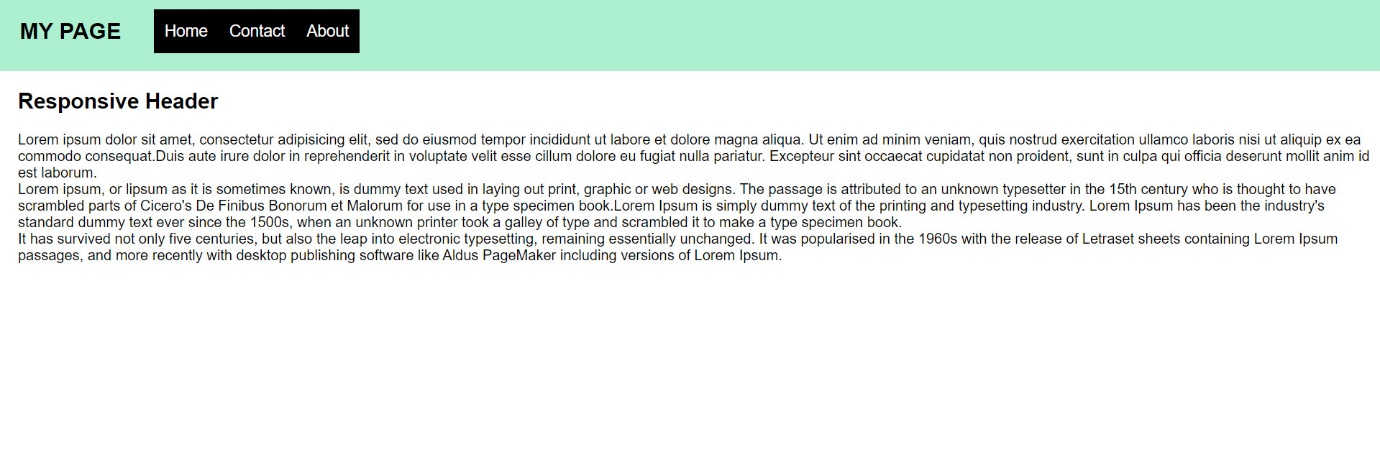 MY PAGE Home Contact About
Responsive Header
Lorem ipsum dolor sit amet, consectetur adipisicing elit, sed do eiusmod tempor incididunt ut labore et dolore magna aliqua. Ut enim ad minim veniam, quis nostrud exercitation ullamco laboris nisi ut aliquip ex ea
commodo consequat.Duis aute irure dolor in reprehenderit in voluptate velit esse cillum dolore eu fugiat nulla pariatur. Excepteur sint occaecat cupidatat non proident, sunt in culpa qui officia deserunt mollit anim id
est laborum.
Lorem ipsum, or lipsum as it is sometimes known, is dummy text used in laying out print, graphic or web designs. The passage is attributed to an unknown typesetter in the 15th century who is thought to have
scrambled parts of Cicero's De Finibus Bonorum et Malorum for use in a type specimen book.Lorem Ipsum is simply dummy text of the printing and typesetting industry. Lorem Ipsum has been the industry's
standard dummy text ever since the 1500s, when an unknown printer took a galley of type and scrambled it to make a type specimen book.
It has survived not only five centuries, but also the leap into electronic typesetting, remaining essentially unchanged. It was popularised in the 1960s with the release of Letraset sheets containing Lorem Ipsum
passages, and more recently with desktop publishing software like Aldus PageMaker including versions of Lorem Ipsum.